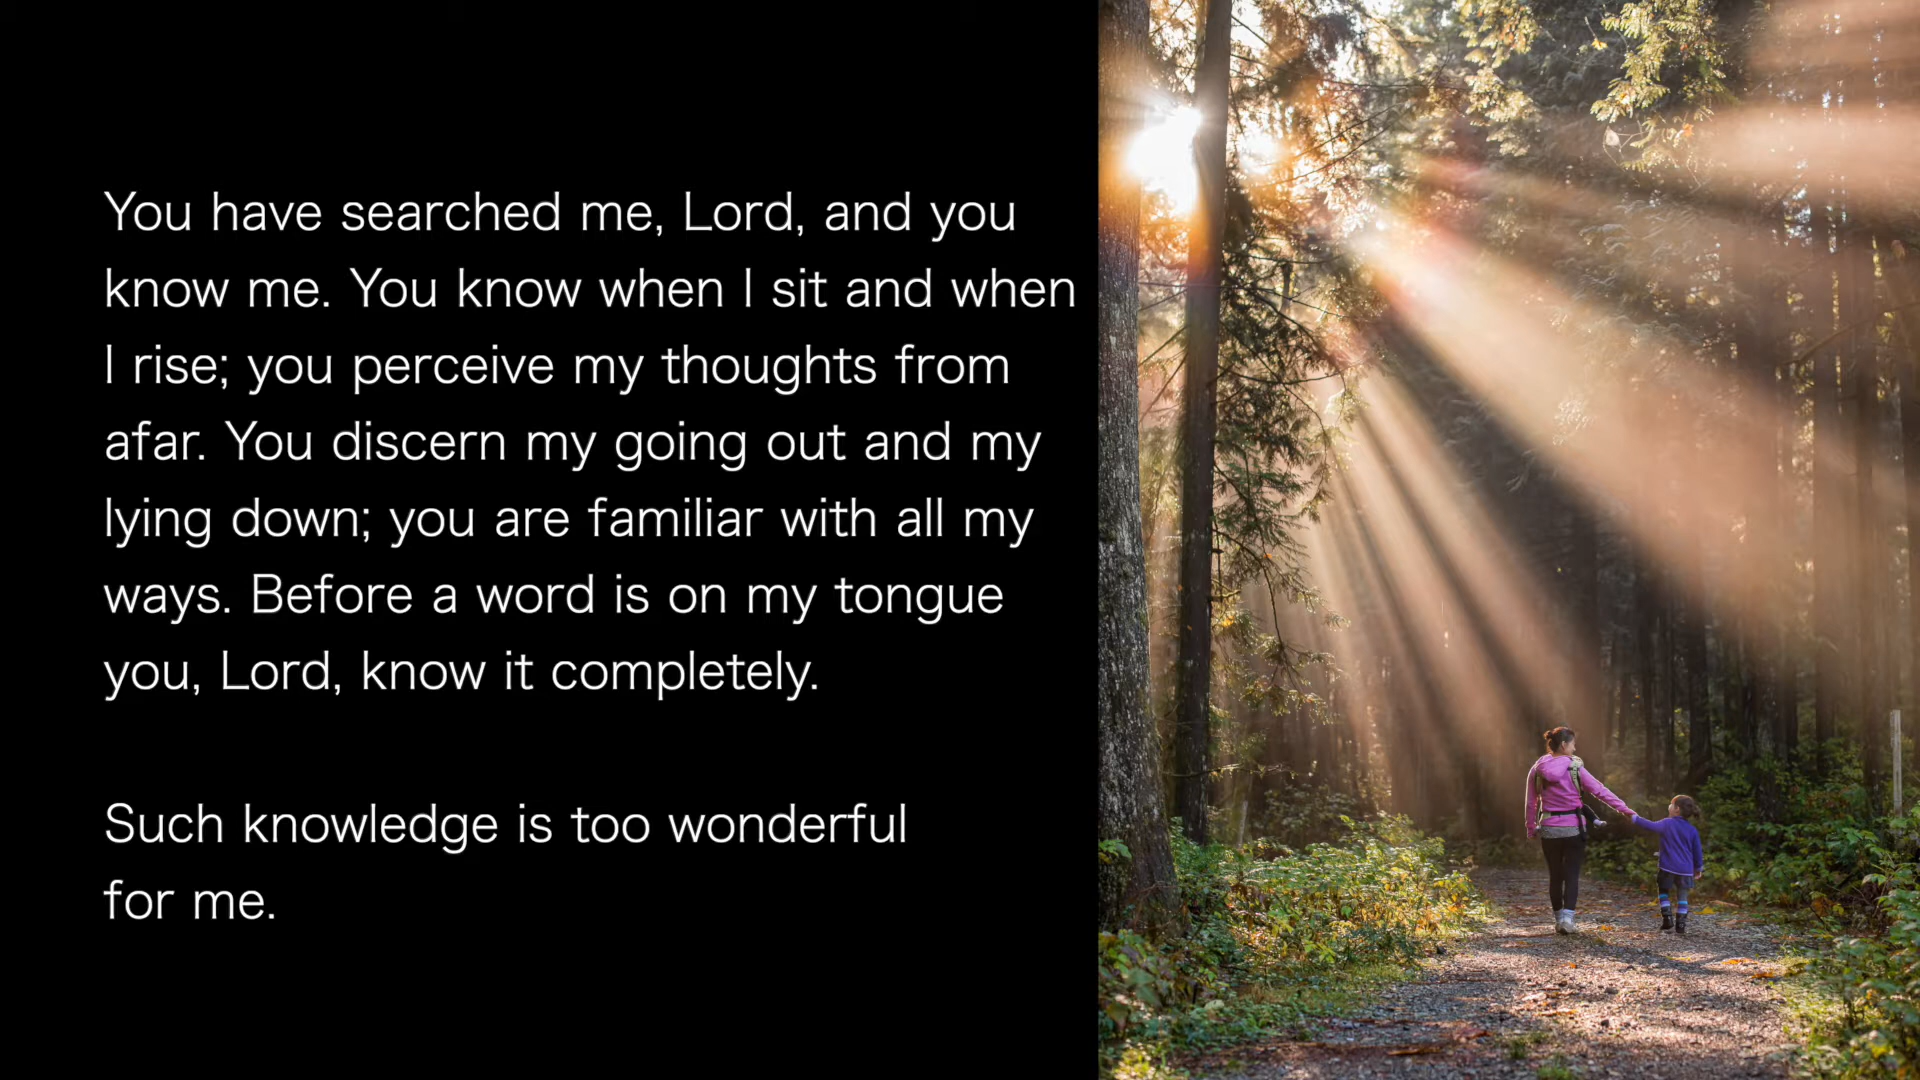 You have searched me, Lord, and you
know me. You know when I sit and when
I rise; you perceive my thoughts from
afar. You discern my going out and my
lying down; you are familiar with all my
ways. Before a word is on my tongue
you, Lord, know it completely.
Such knowledge is too wonderful
for me.